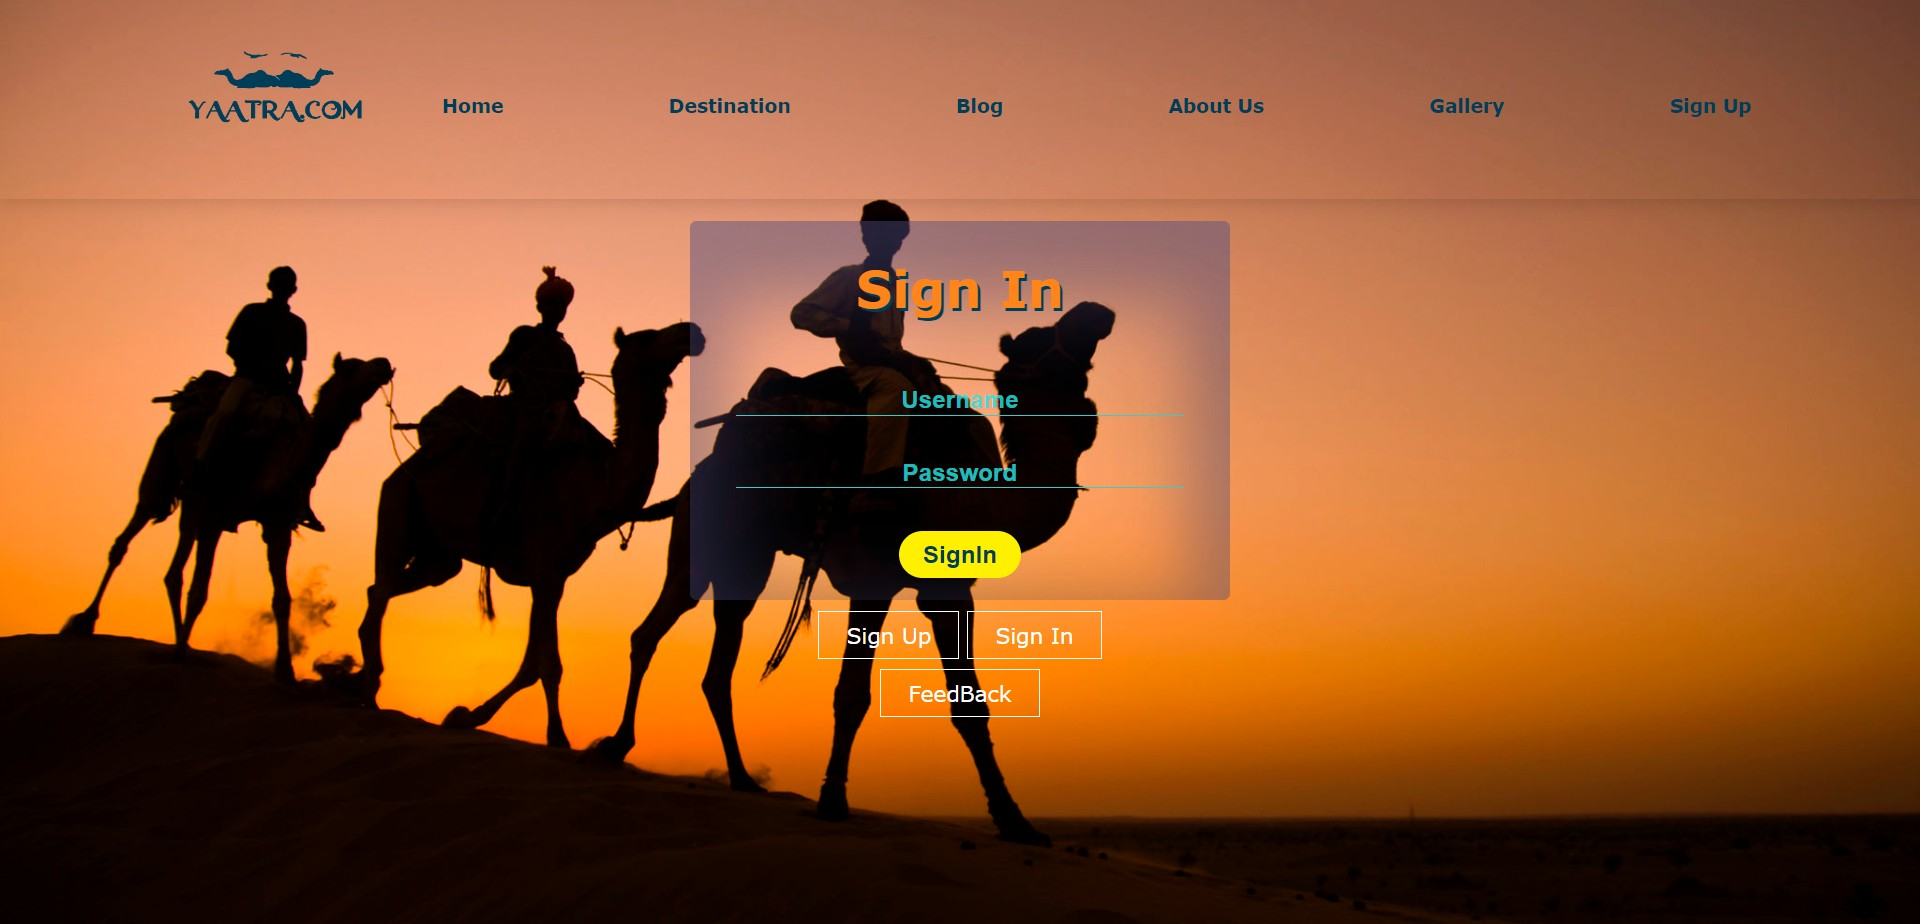 YAATRA.COM
Home Destination Blog About Us Gallery Sign Up
Sign In
Username
Password
SignIn
Sign Up Sign In
FeedBack